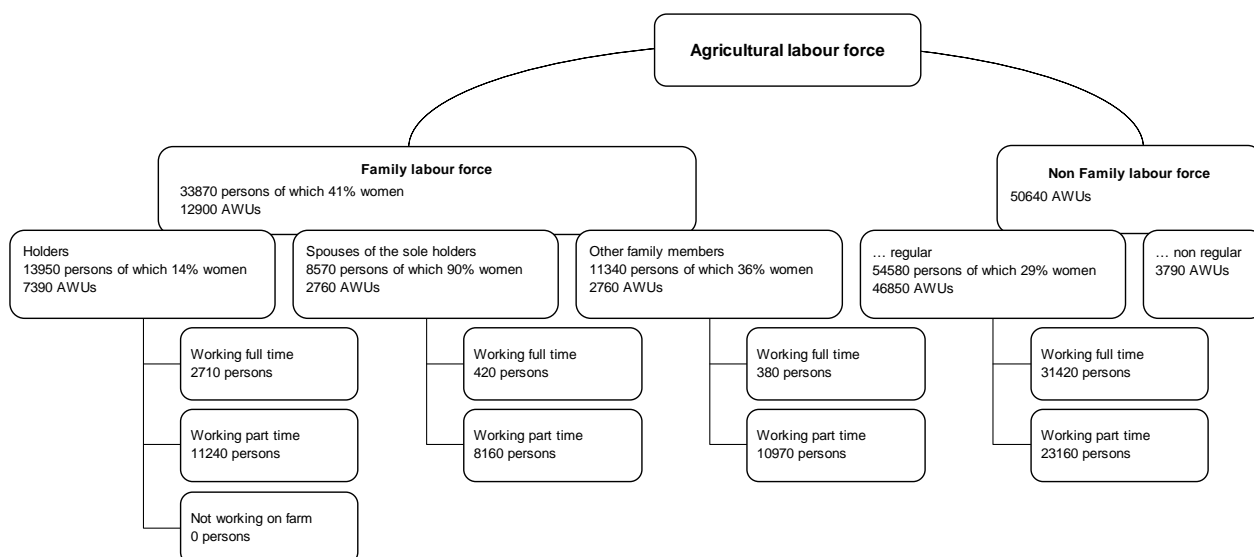 Agricultural labour force
Family labour force
33870 persons of which 41% women
12900 AWUs
Non Family labour force
50640 AWUs
Holders
13950 persons of which 14% women
7390 AWUs
Spouses of the sole holders
8570 persons of which 90% women
2760 AWUs
Other family members
11340 persons of which 36% women
2760 AWUs
... regular
54580 persons of which 29% women
46850 AWUs
... non regular
3790 AWUs
Working full time
2710 persons
Working full time
420 persons
Working full time
380 persons
Working full time
31420 persons
Working part time
11240 persons
Working part time
8160 persons
Working part time
10970 persons
Working part time
23160 persons
Not working on farm
0 persons